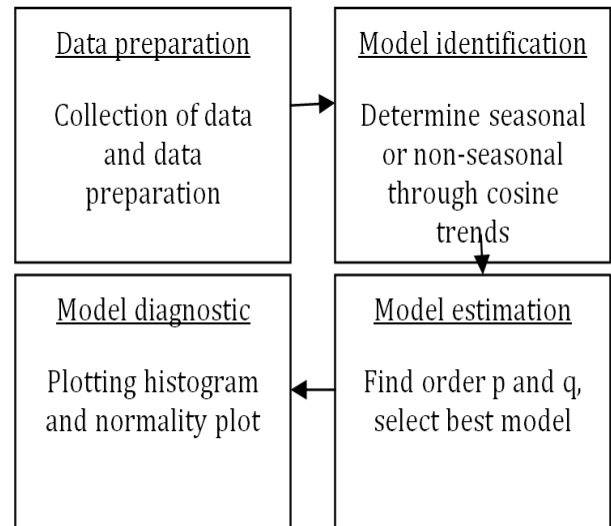 Data preparation
Collection of data
and data
preparation
Model identification
Determine seasonal
or non-seasonal
through cosine
trends
Model estimation
Find order p and q,
select best model
Model diagnostic
Plotting histogram
and normality plot